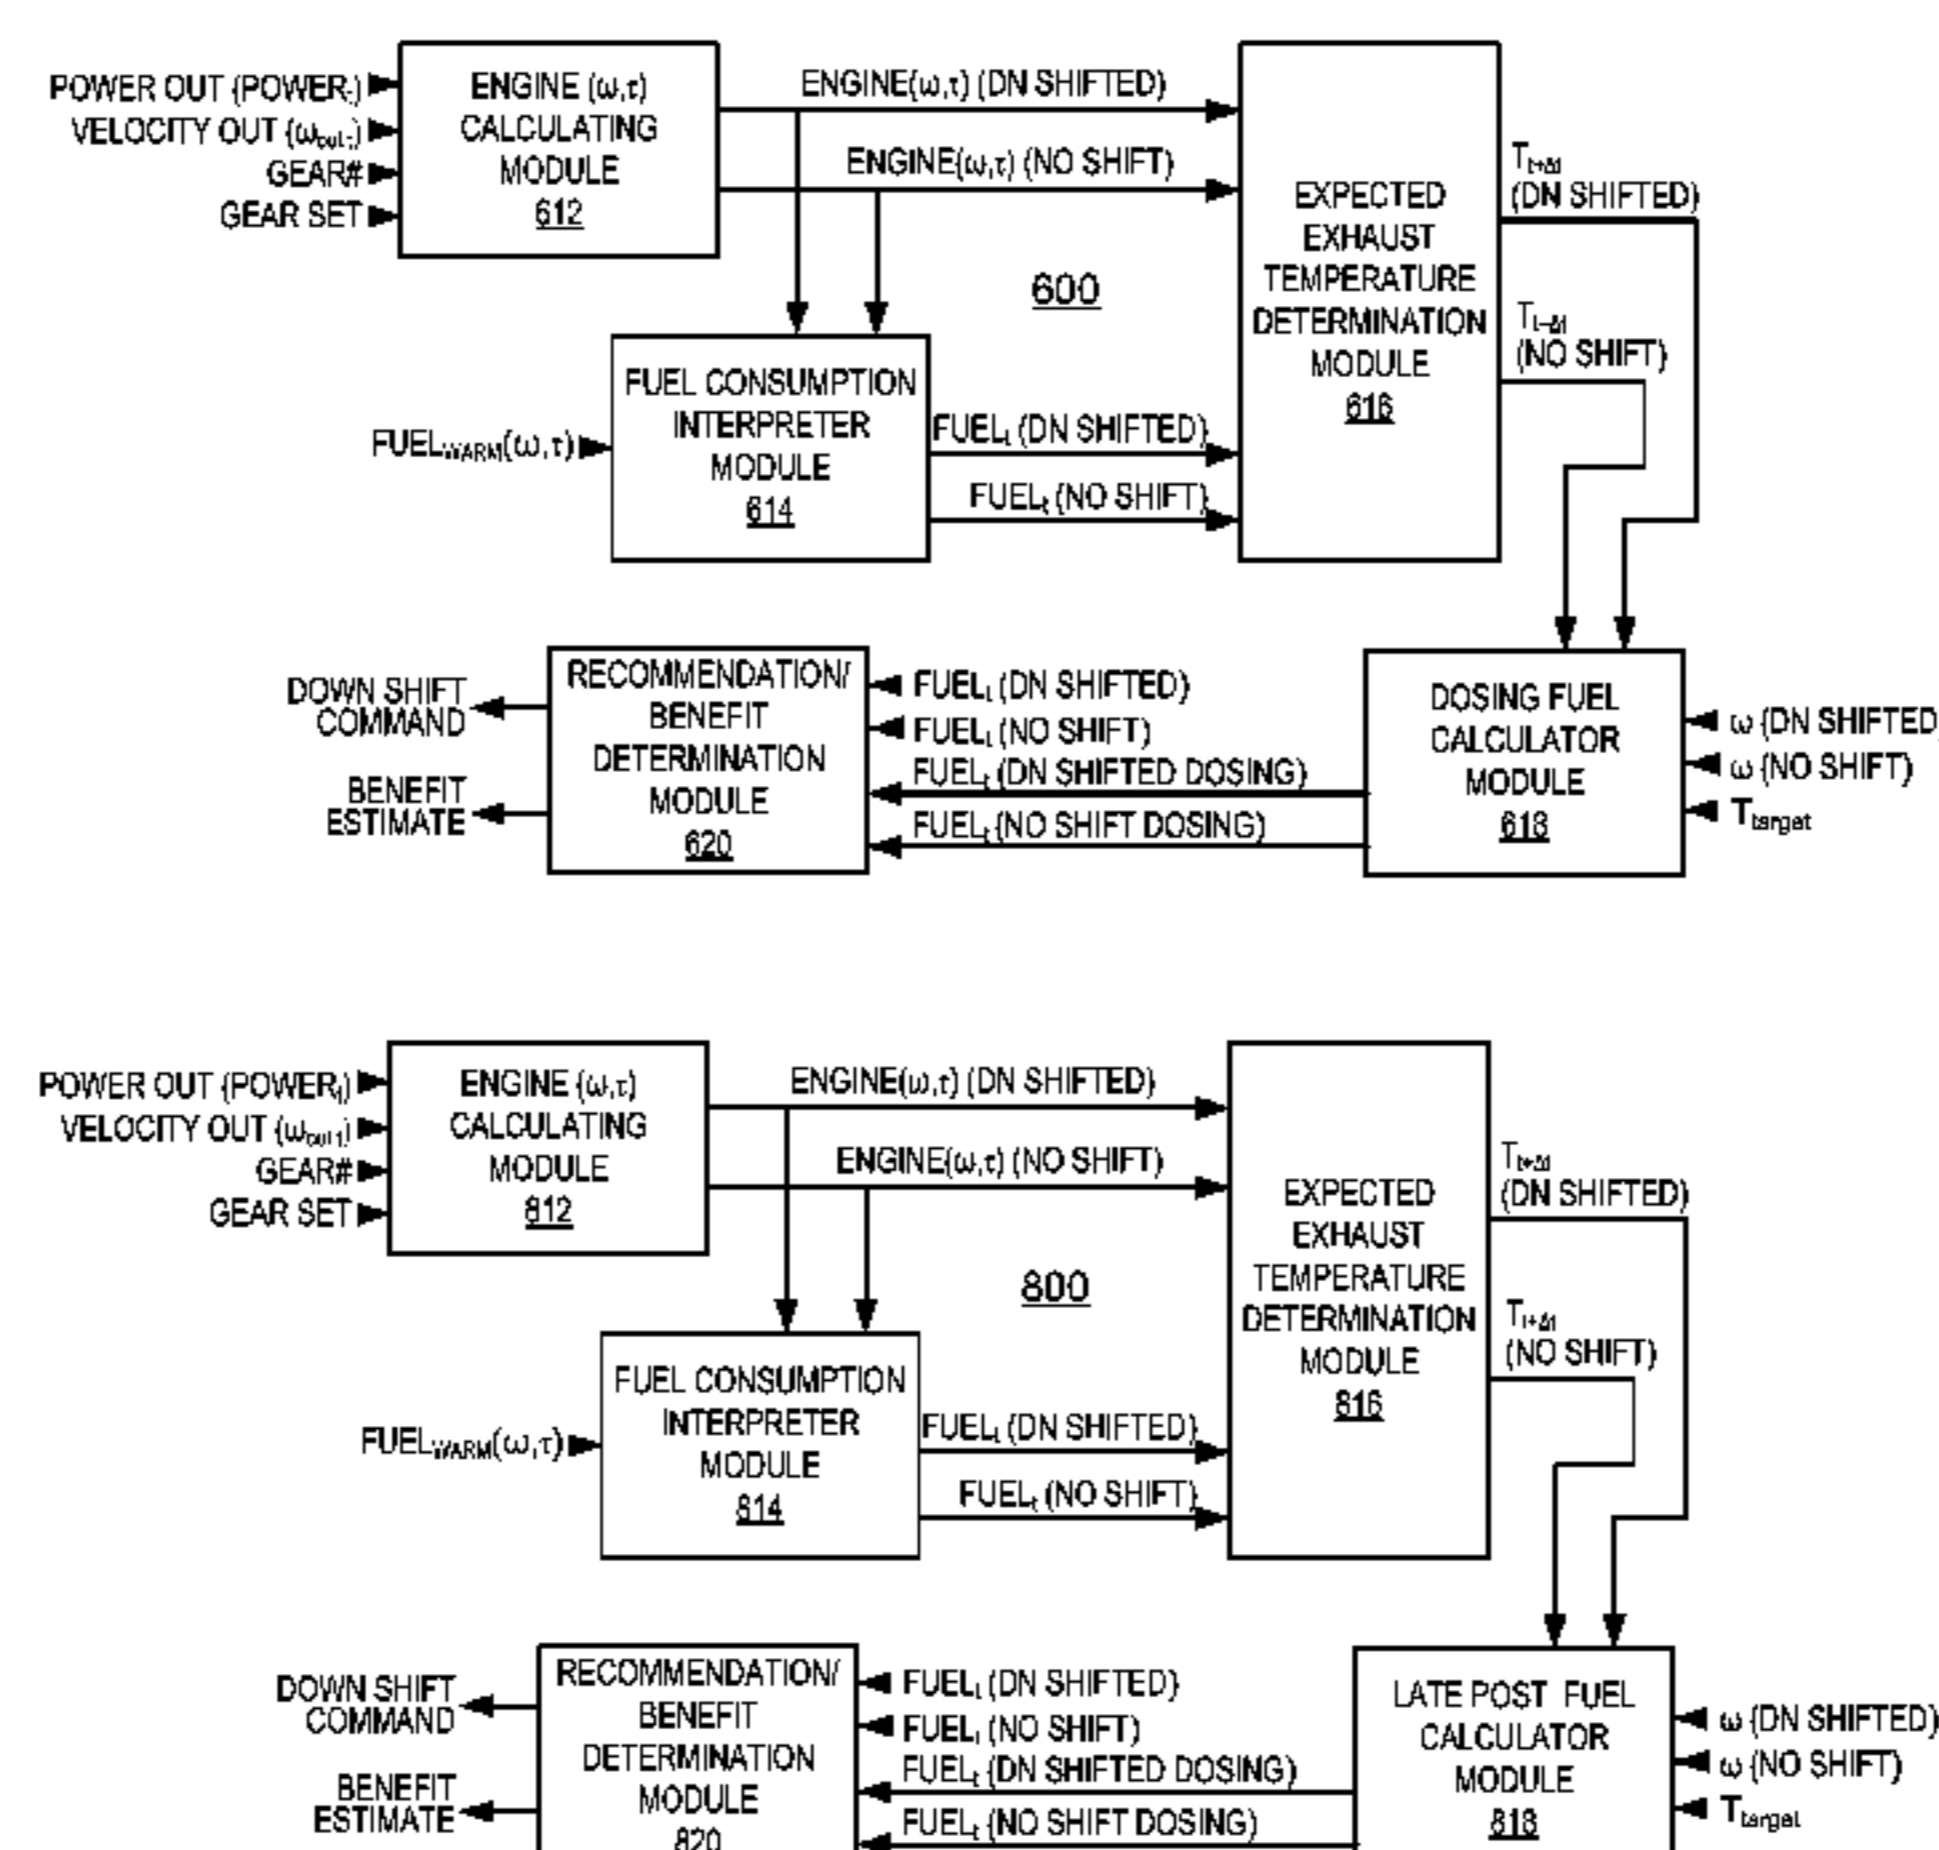 POWER OUT (POWERt)
VELOCITY OUT (ωout t)
GEAR#
GEAR SET
ENGINE (ω,τ)
CALCULATING
MODULE
612
ENGINE(ω,τ) (DN SHIFTED)
ENGINE(ω,τ) (NO SHIFT)
600
EXPECTED
EXHAUST
TEMPERATURE
DETERMINATION
MODULE
616
Tt+Δt
(DN SHIFTED)
Tt+Δt
(NO SHIFT)
FUELWARM(ω,τ)
FUEL CONSUMPTION
INTERPRETER
MODULE
614
FUELt (DN SHIFTED)
FUELt (NO SHIFT)
DOWN SHIFT
COMMAND
BENEFIT
ESTIMATE
RECOMMENDATION/
BENEFIT
DETERMINATION
MODULE
620
FUELt (DN SHIFTED)
FUELt (NO SHIFT)
FUELt (DN SHIFTED DOSING)
FUELt (NO SHIFT DOSING)
DOSING FUEL
CALCULATOR
MODULE
618
ω (DN SHIFTED
ω (NO SHIFT)
Ttarget
POWER OUT (POWERt)
VELOCITY OUT (ωout t)
GEAR#
GEAR SET
ENGINE (ω,τ)
CALCULATING
MODULE
812
ENGINE(ω,τ) (DN SHIFTED)
ENGINE(ω,τ) (NO SHIFT)
800
EXPECTED
EXHAUST
TEMPERATURE
DETERMINATION
MODULE
816
Tt+Δt
(DN SHIFTED)
Tt+Δt
(NO SHIFT)
FUELWARM(ω,τ)
FUEL CONSUMPTION
INTERPRETER
MODULE
814
FUELt (DN SHIFTED)
FUELt (NO SHIFT)
DOWN SHIFT
COMMAND
BENEFIT
ESTIMATE
RECOMMENDATION/
BENEFIT
DETERMINATION
MODULE
820
FUELt (DN SHIFTED)
FUELt (NO SHIFT)
FUELt (DN SHIFTED DOSING)
FUELt (NO SHIFT DOSING)
LATE POST FUEL
CALCULATOR
MODULE
818
ω (DN SHIFTED)
ω (NO SHIFT)
Ttarget